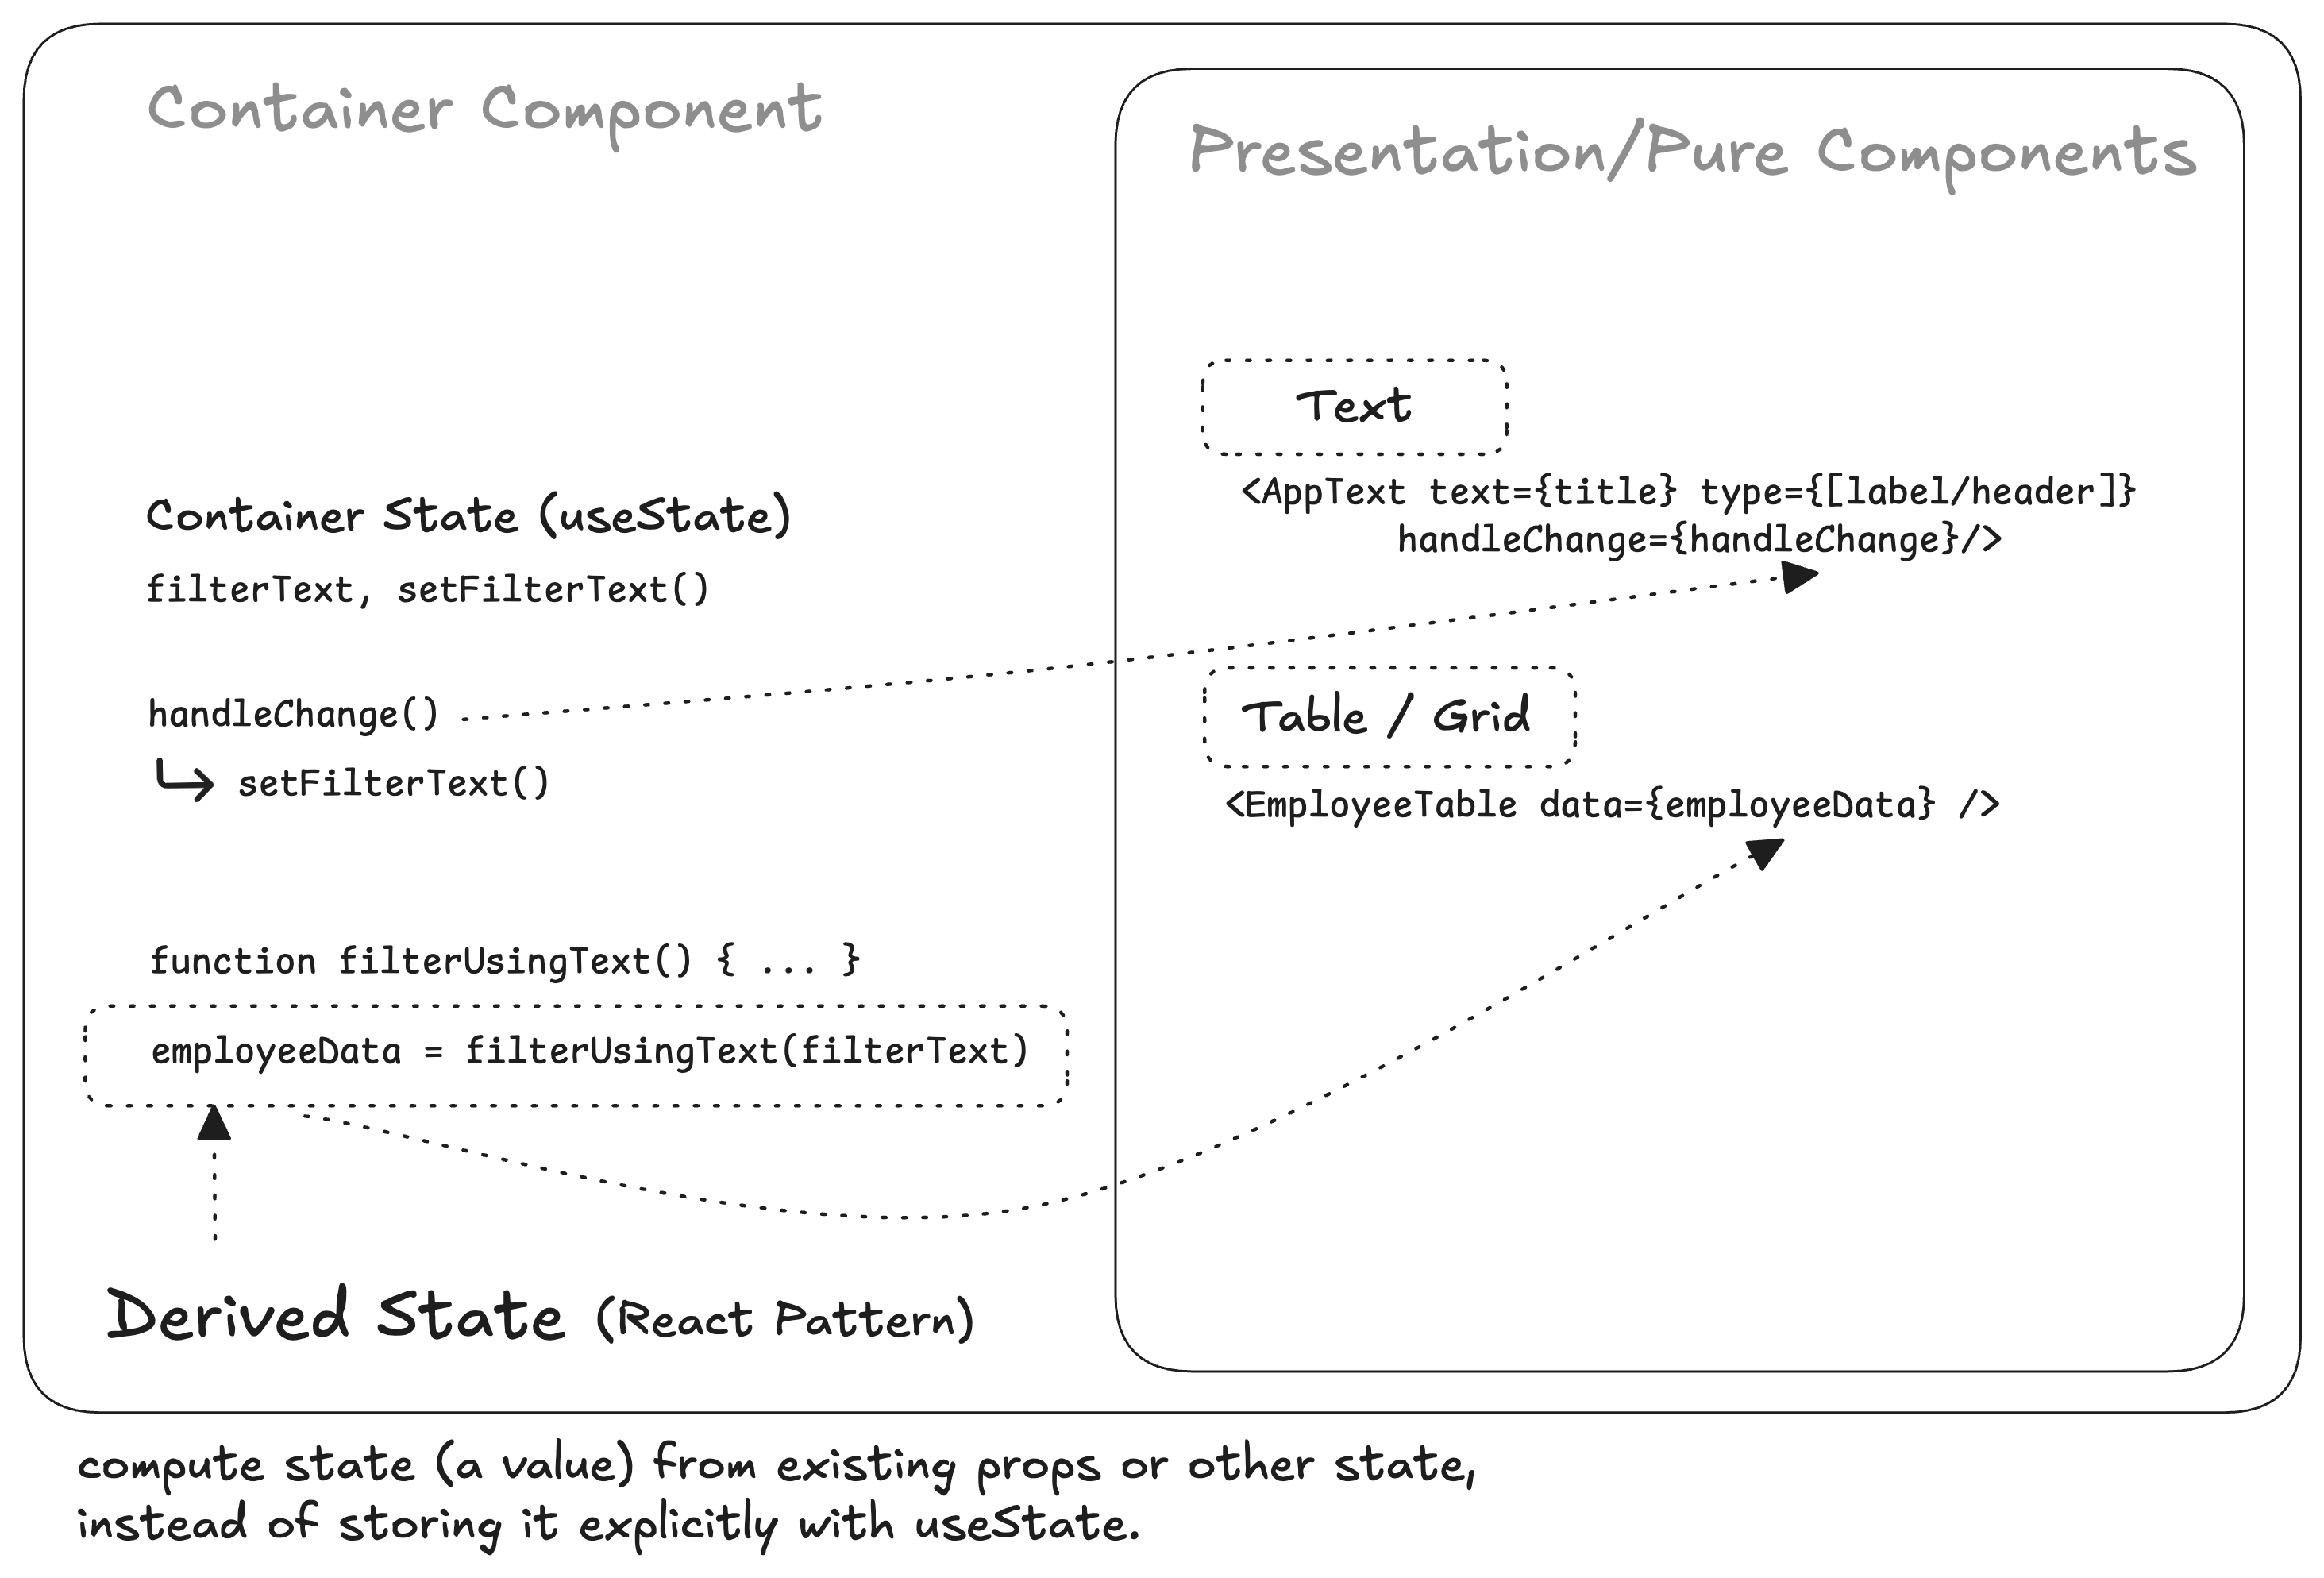 Container Component
Presentation/Pure Components
Text
<AppText text={title} type={[label/header]}
handleChange={handleChange}/>
Container State (useState)
filterText, setFilterText()
handleChange()
setFilterText()
Table / Grid
<EmployeeTable data={employeeData} />
function filterUsingText() { ... }
employeeData = filterUsingText(filterText)
Derived State (React Pattern)
compute state (a value) from existing props or other state,
instead of storing it explicitly with useState.